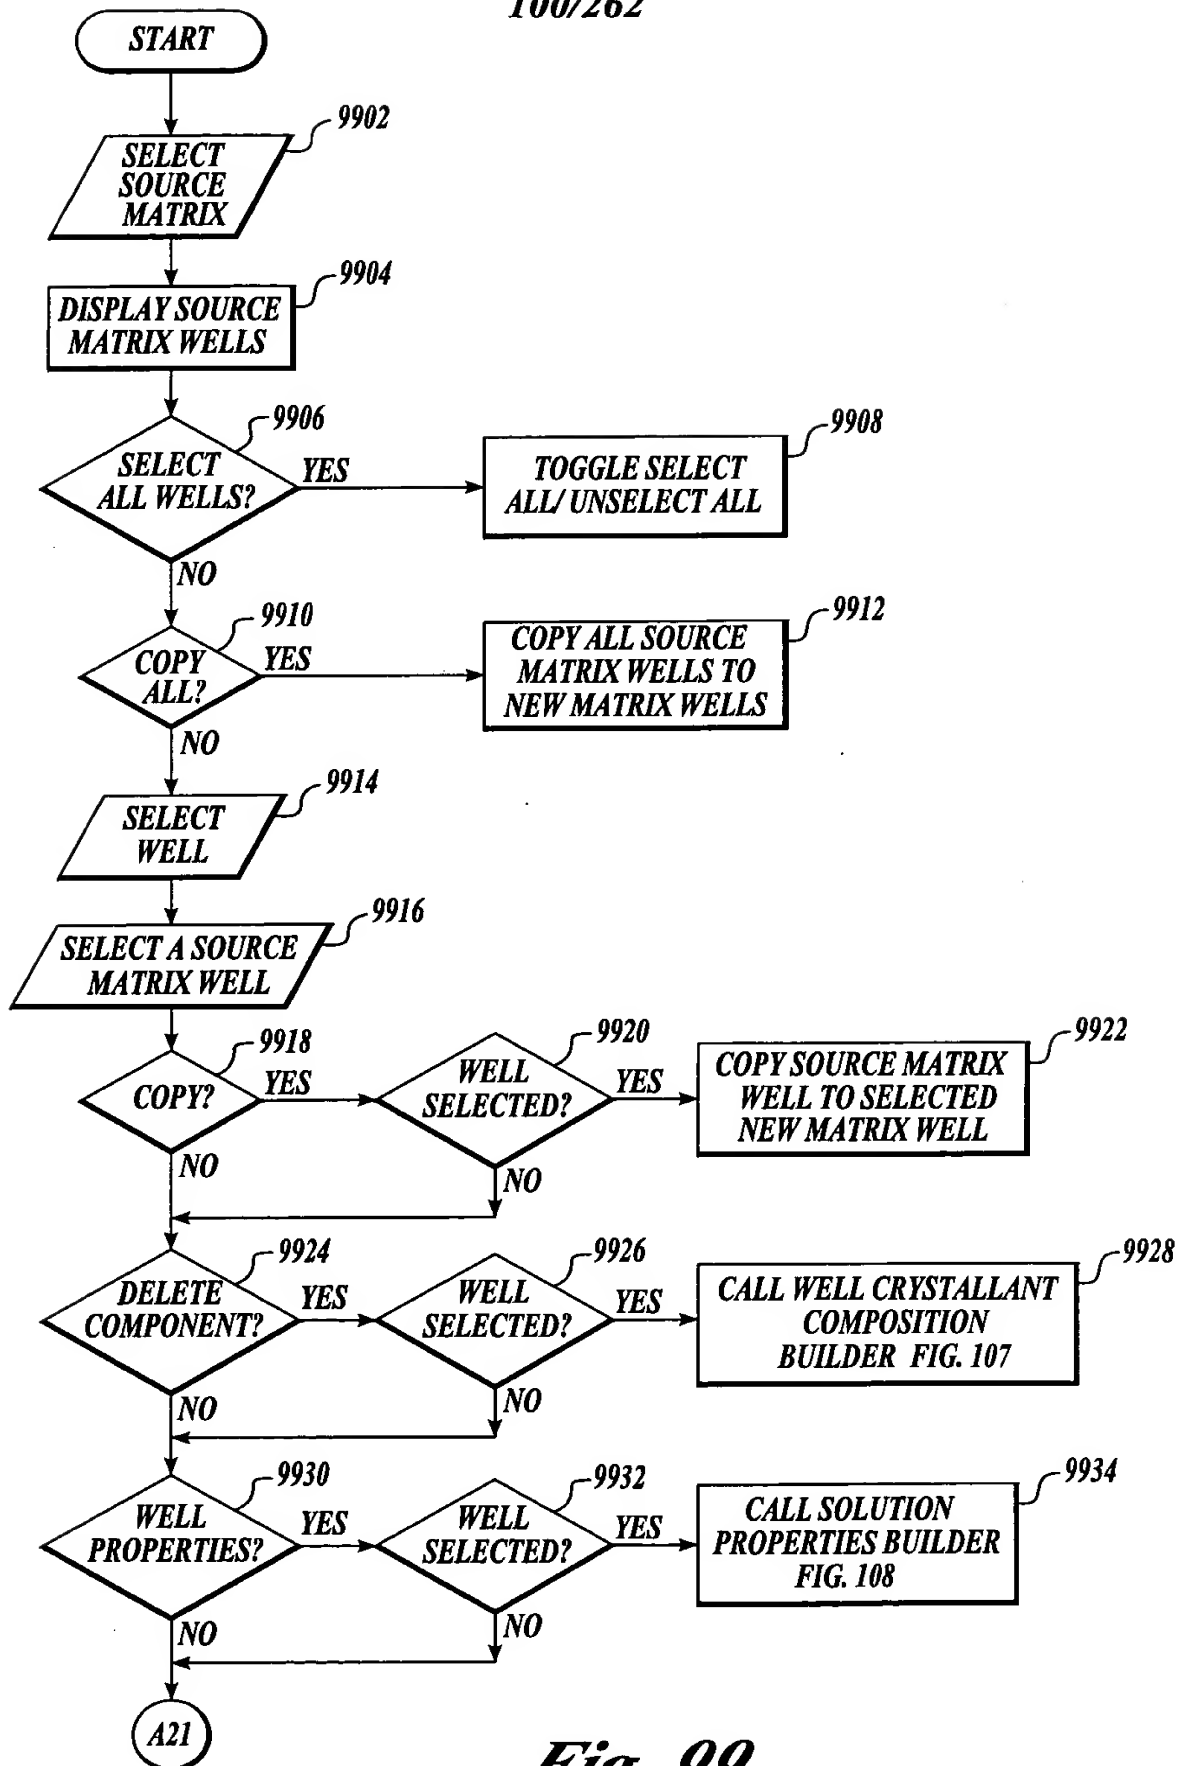 100/262
START
9902
SELECT
SOURCE
MATRIX
9904
DISPLAY SOURCE
MATRIX WELLS
9906
SELECT
ALL WELLS?
YES
NO
9908
TOGGLE SELECT
ALL/ UNSELECT ALL
9910
COPY
ALL?
YES
NO
9912
COPY ALL SOURCE
MATRIX WELLS TO
NEW MATRIX WELLS
9914
SELECT
WELL
9916
SELECT A SOURCE
MATRIX WELL
9918
COPY?
YES
NO
9920
WELL
SELECTED?
YES
NO
9922
COPY SOURCE MATRIX
WELL TO SELECTED
NEW MATRIX WELL
9924
DELETE
COMPONENT?
YES
NO
9926
WELL
SELECTED?
YES
NO
9928
CALL WELL CRYSTALLANT
COMPOSITION
BUILDER FIG. 107
9930
WELL
PROPERTIES?
YES
NO
9932
WELL
SELECTED?
YES
NO
9934
CALL SOLUTION
PROPERTIES BUILDER
FIG. 108
A21
Fig. 99